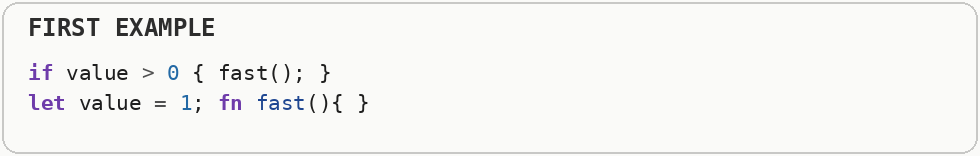 FIRST EXAMPLE
if value > 0 { fast(); }
let value = 1; fn fast(){ }